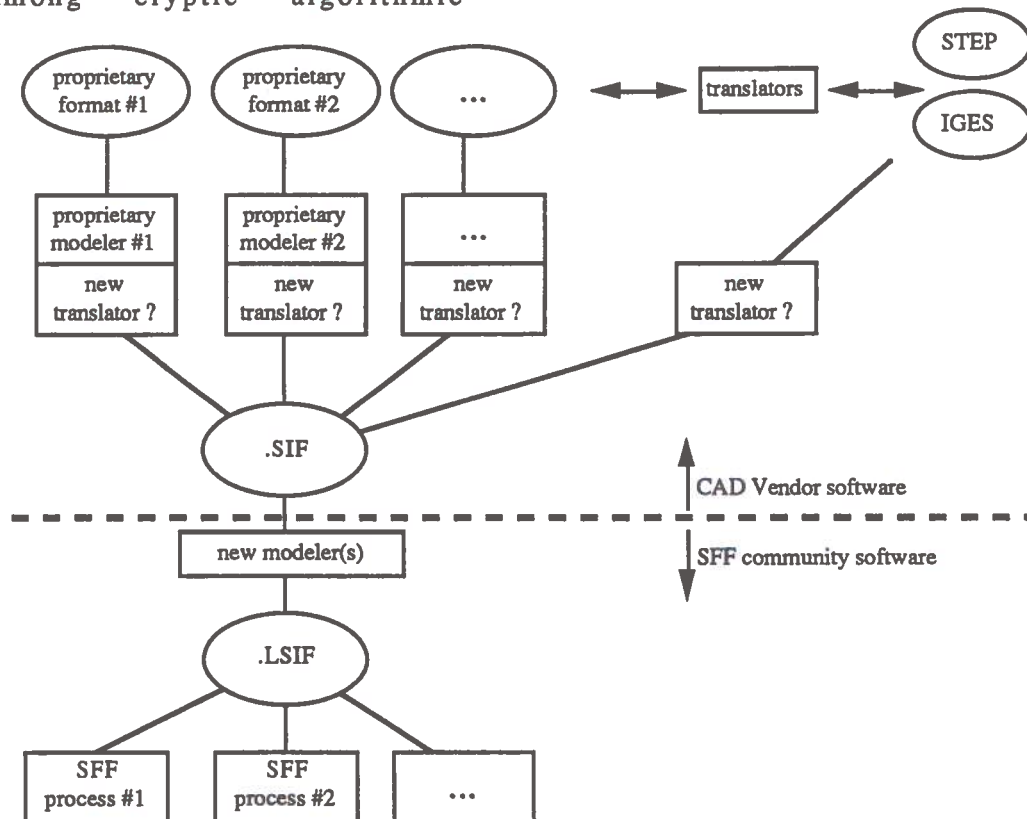 cryptic algorithmic
STEP
proprietary
format #1
proprietary
format #2
...
translators
IGES
proprietary
modeler #1
proprietary
modeler #2
...
new
translator ?
new
translator ?
new
translator ?
new
translator ?
.SIF
CAD Vendor software
new modeler(s)
SFF community software
.LSIF
SFF
process #1
SFF
process #2
...